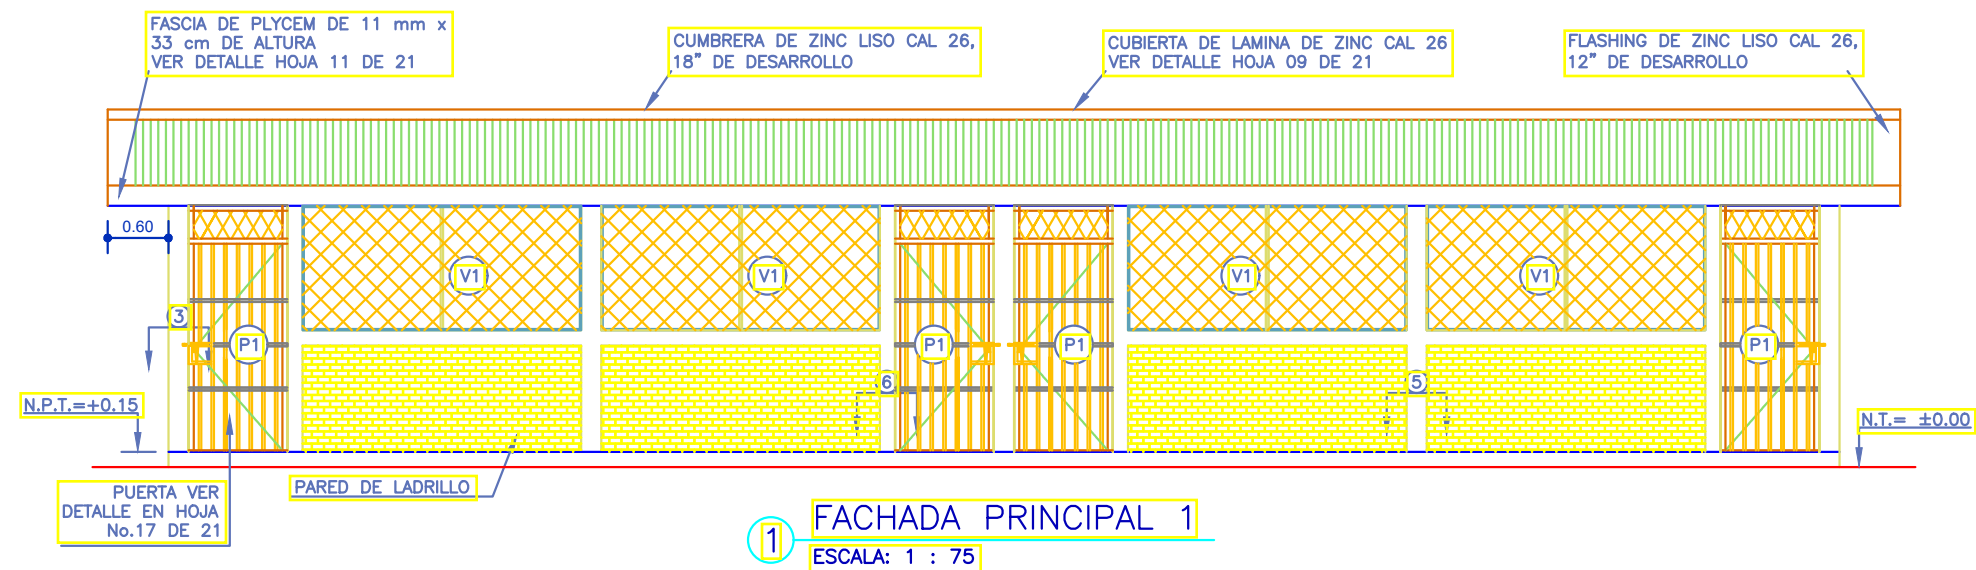 FASCIA DE PLYCEM DE 11 mm x
33 cm DE ALTURA
VER DETALLE HOJA 11 DE 21
CUMBRERA DE ZINC LISO CAL 26,
18" DE DESARROLLO
CUBIERTA DE LAMINA DE ZINC CAL 26
VER DETALLE HOJA 09 DE 21
FLASHING DE ZINC LISO CAL 26,
12" DE DESARROLLO
0.60
V1
V1
V1
V1
3
P1
P1
P1
P1
6
5
N.P.T.=+0.15
N.T.= ±0.00
PARED DE LADRILLO
PUERTA VER
DETALLE EN HOJA
No.17 DE 21
1
FACHADA PRINCIPAL 1
ESCALA: 1 : 75